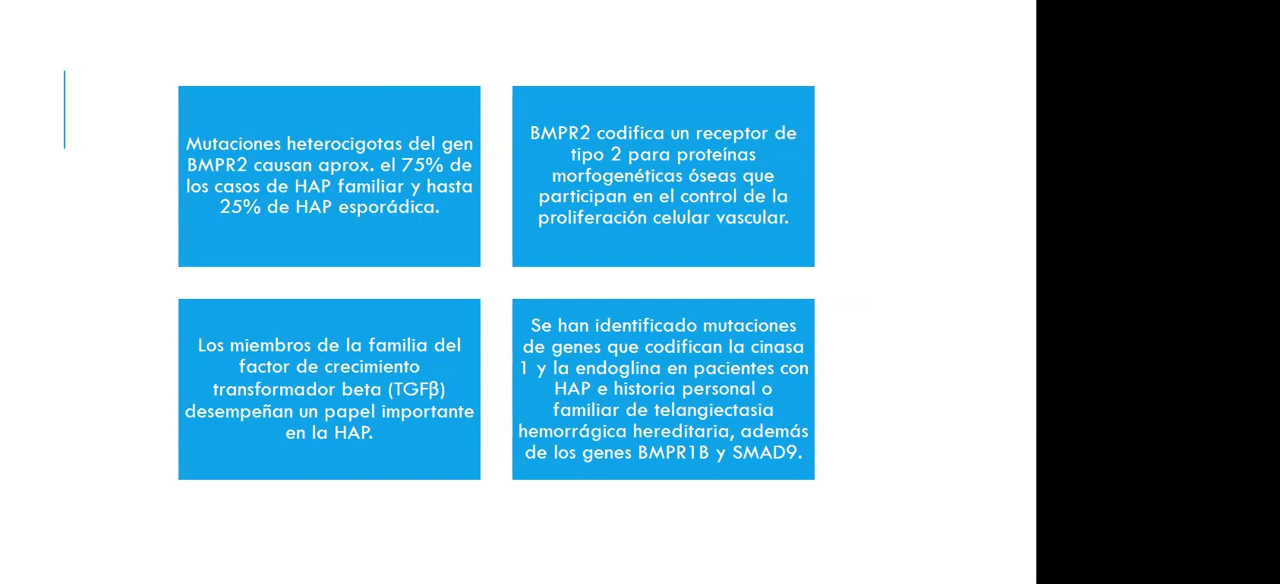 Mutaciones heterocigotas del gen
BMPR2 causan aprox. el 75% de
los casos de HAP familiar y hasta
25% de HAP esporádica.
BMPR2 codifica un receptor de
tipo 2 para proteínas
morfogenéticas óseas que
participan en el control de la
proliferación celular vascular.
Los miembros de la familia del
factor de crecimiento
transformador beta (TGFβ)
desempeñan un papel importante
en la HAP.
Se han identificado mutaciones
de genes que codifican la cinasa
1 y la endoglina en pacientes con
HAP e historia personal o
familiar de telangiectasia
hemorrágica hereditaria, además
de los genes BMPR1B y SMAD9.